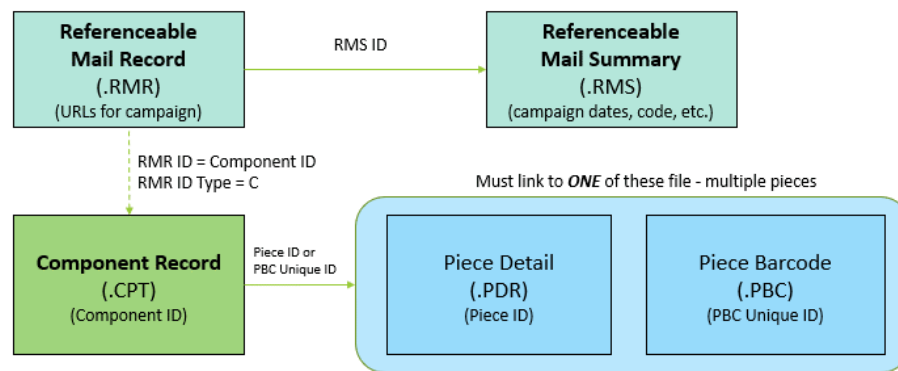 Referenceable
Mail Record
(.RMR)
(URLs for campaign)
RMS ID
Referenceable
Mail Summary
(.RMS)
(campaign dates, code, etc.)
RMR ID = Component ID
RMR ID Type = C
Must link to ONE of these file - multiple pieces
Component Record
(.CPT)
(Component ID)
Piece ID or
PBC Unique ID
Piece Detail
(.PDR)
(Piece ID)
Piece Barcode
(.PBC)
(PBC Unique ID)